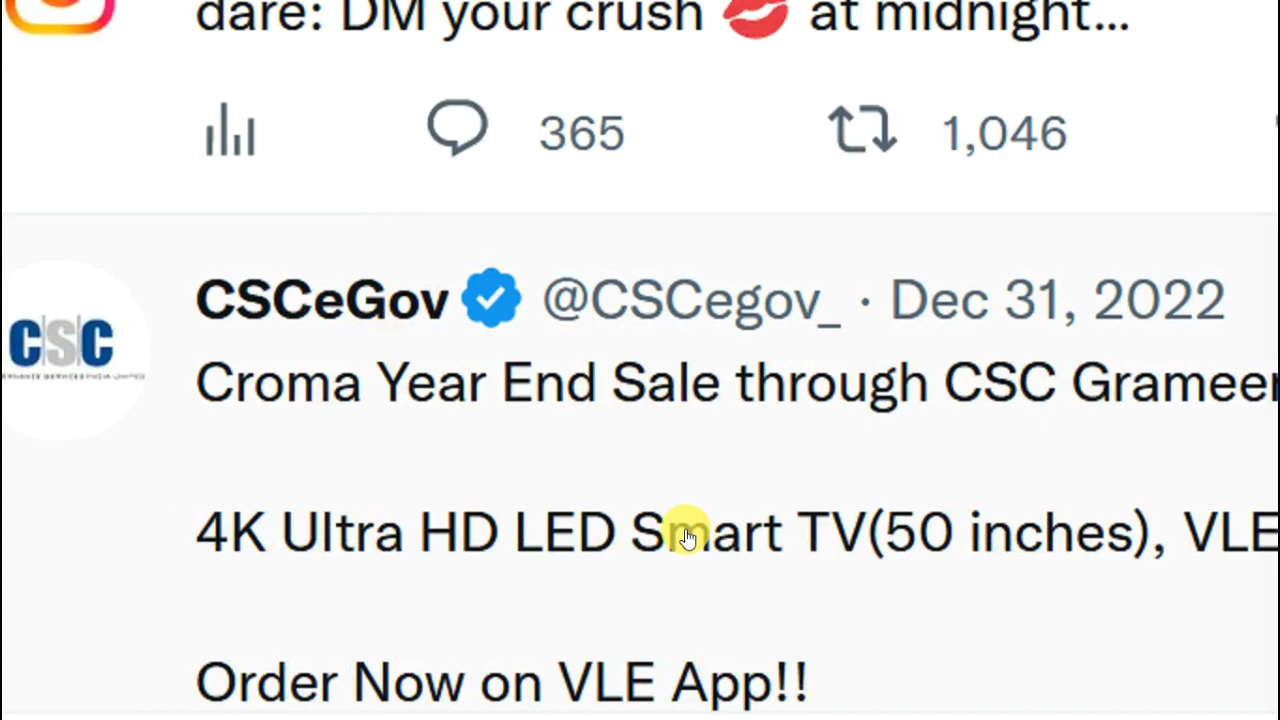 dare: DM your crush 💋 at midnight...
365 1,046
CSCeGov @CSCegov_ · Dec 31, 2022
CSC
Croma Year End Sale through CSC Grameen
4K Ultra HD LED Smart TV(50 inches), VLE
Order Now on VLE App!!